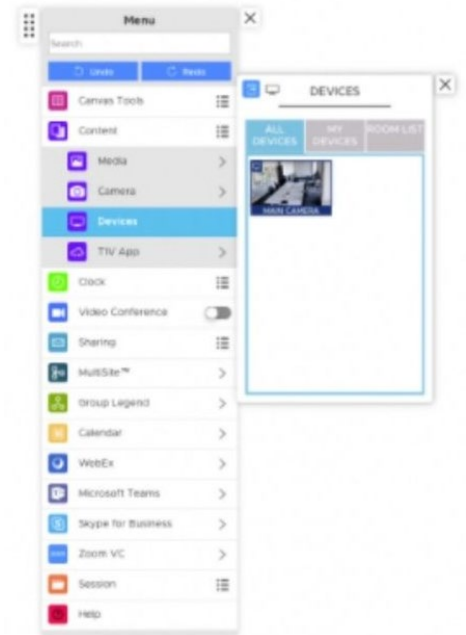 Menu
Search
Undo
Redo
Canvas Tools
Content
Media
Camera
Devices
T1V App
Clock
Video Conference
Sharing
MultiSite™
Group Legend
Calendar
WebEx
Microsoft Teams
Skype for Business
Zoom VC
Session
Help
DEVICES
ALL DEVICES
MY DEVICES
ROOM LIST
MAIN CAMERA